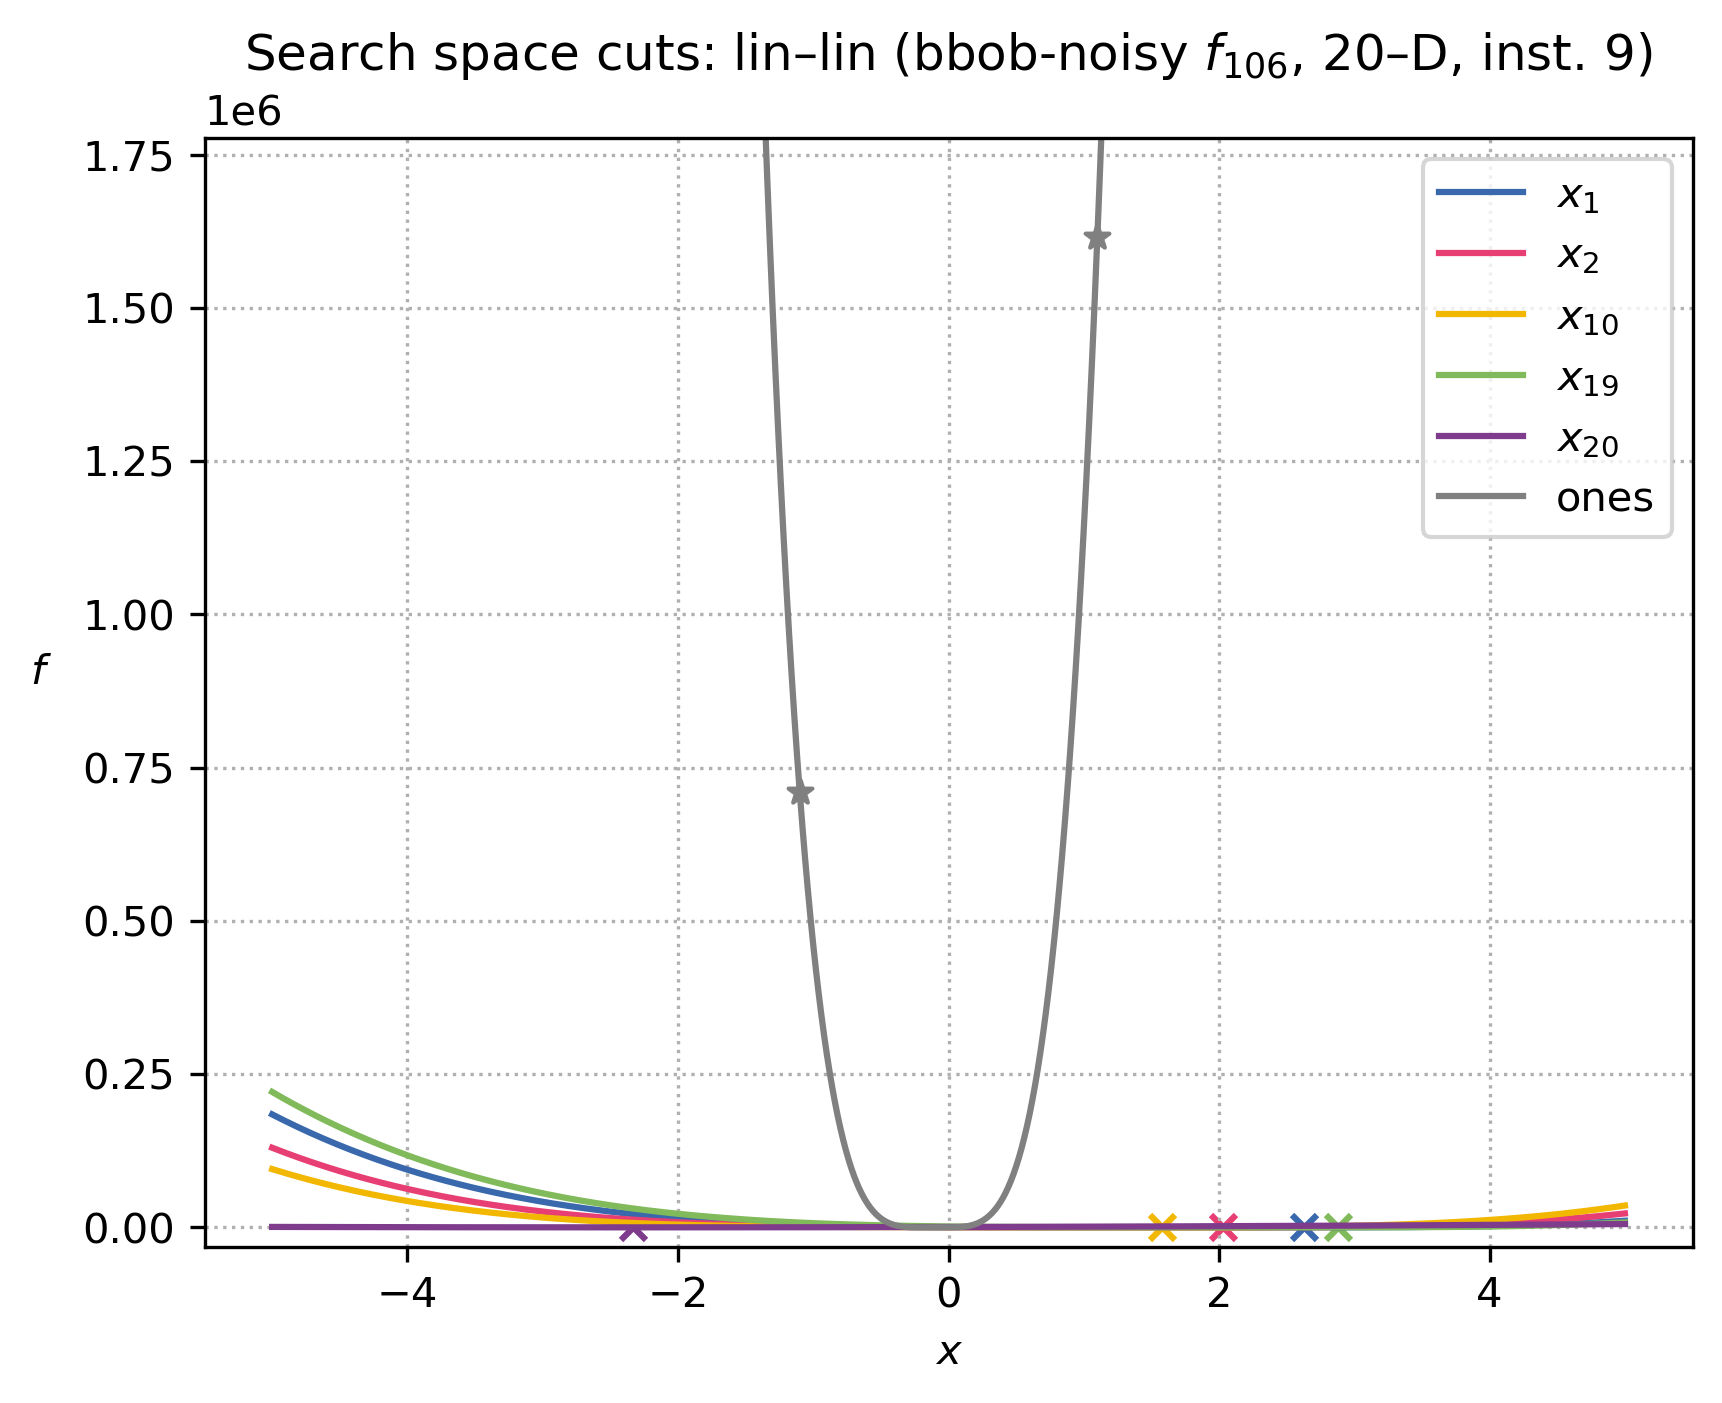 Search space cuts: lin–lin (bbob-noisy f106, 20–D, inst. 9)
1e6
1.75
1.50
1.25
1.00
0.75
0.50
0.25
0.00
f
−4
−2
0
2
4
x
x1
x2
x10
x19
x20
ones